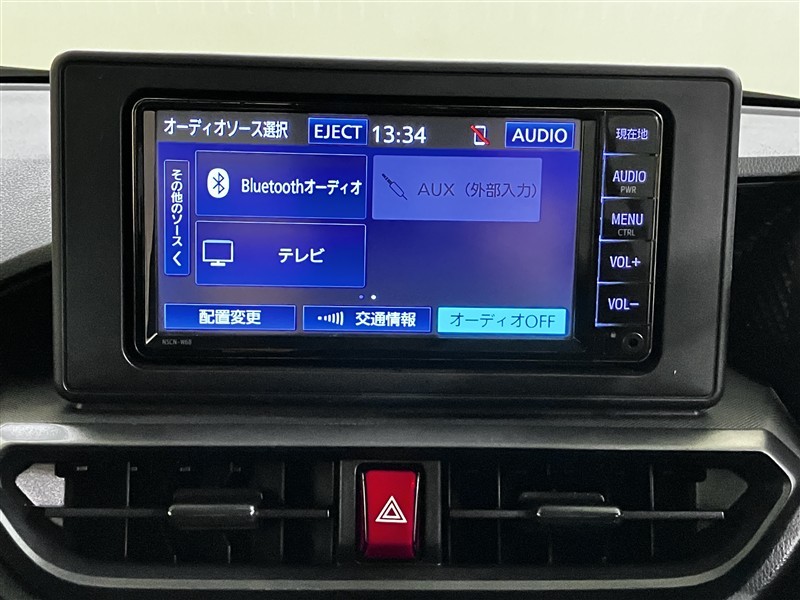 オーディオソース選択 EJECT 13:34 AUDIO
その他のソース
Bluetoothオーディオ
AUX (外部入力)
テレビ
配置変更
交通情報
オーディオOFF
NSCN-W68
現在地
AUDIO
PWR
MENU
CTRL
VOL+
VOL-